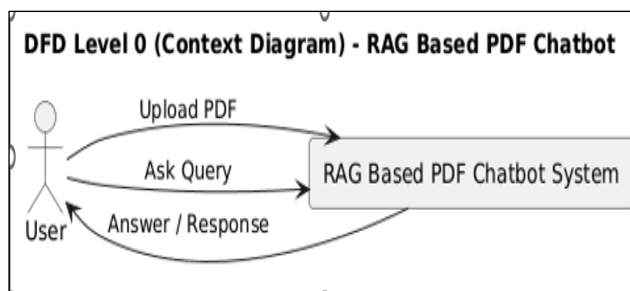 DFD Level 0 (Context Diagram) - RAG Based PDF Chatbot
Upload PDF
Ask Query
RAG Based PDF Chatbot System
Answer / Response
User